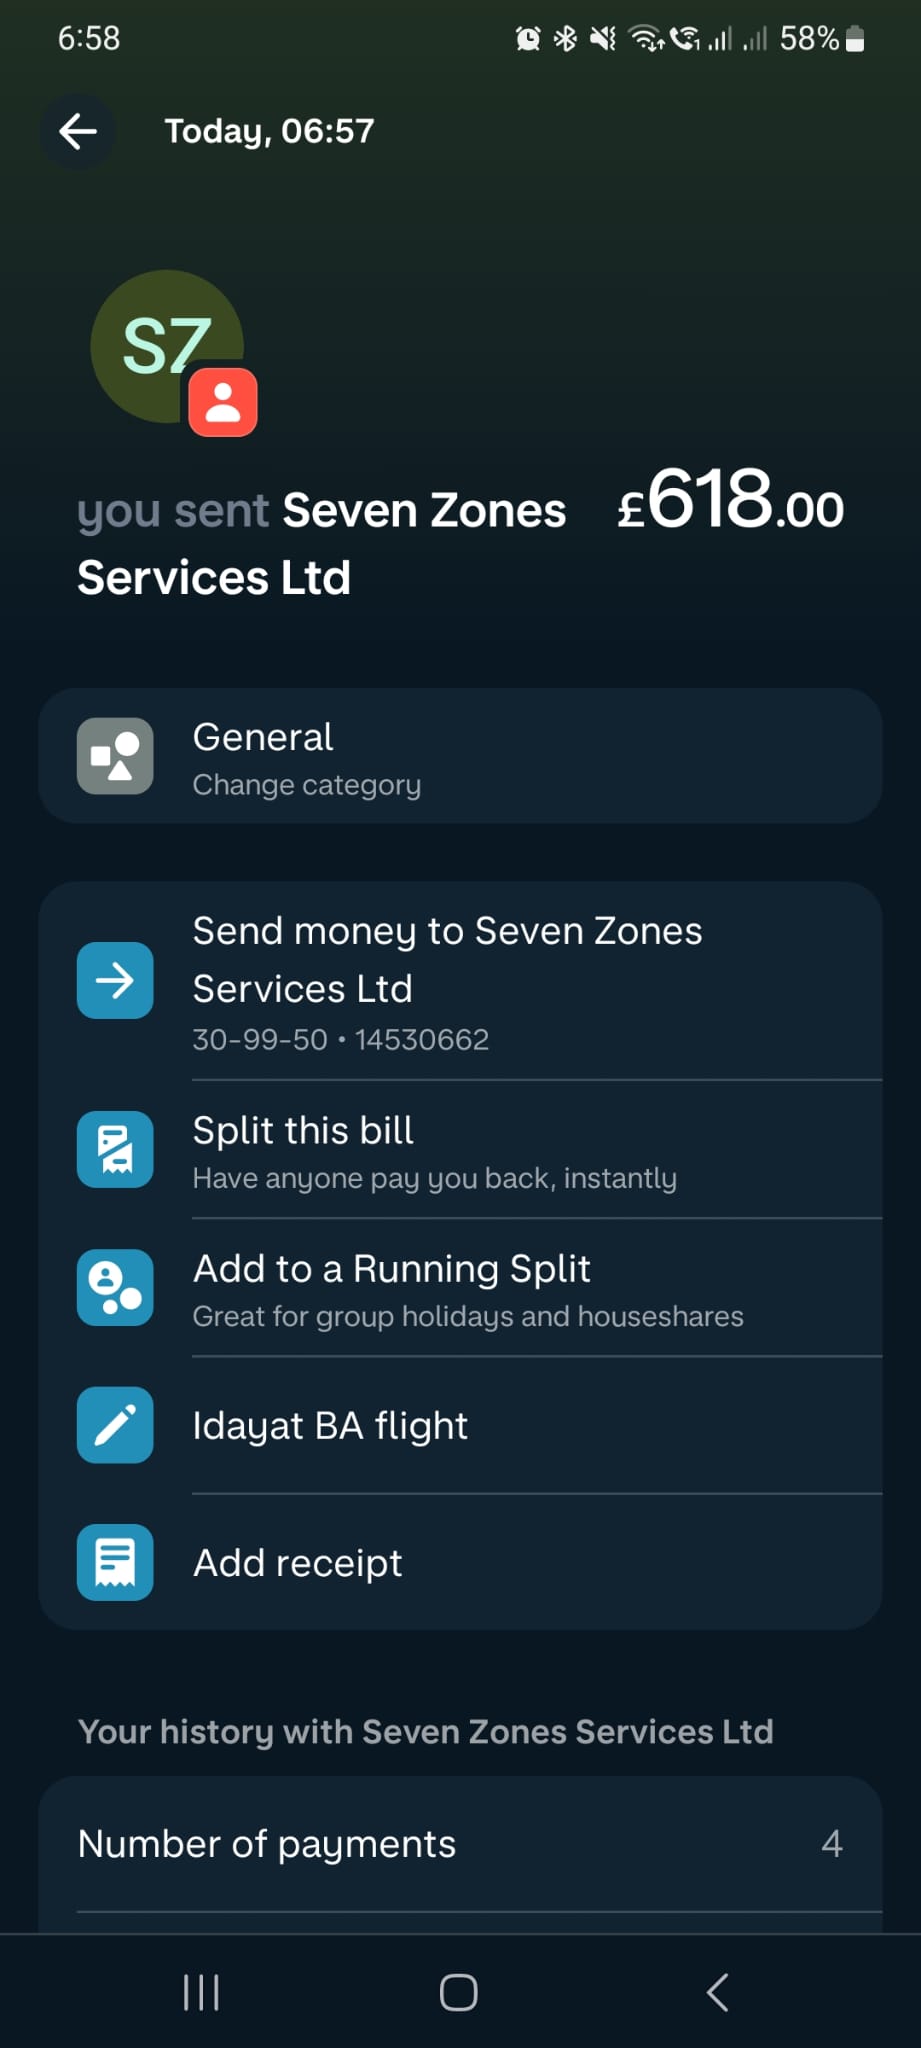 6:58
58%
Today, 06:57
SZ
you sent Seven Zones £618.00
Services Ltd
General
Change category
Send money to Seven Zones
Services Ltd
30-99-50 • 14530662
Split this bill
Have anyone pay you back, instantly
Add to a Running Split
Great for group holidays and houseshares
Idayat BA flight
Add receipt
Your history with Seven Zones Services Ltd
Number of payments 4